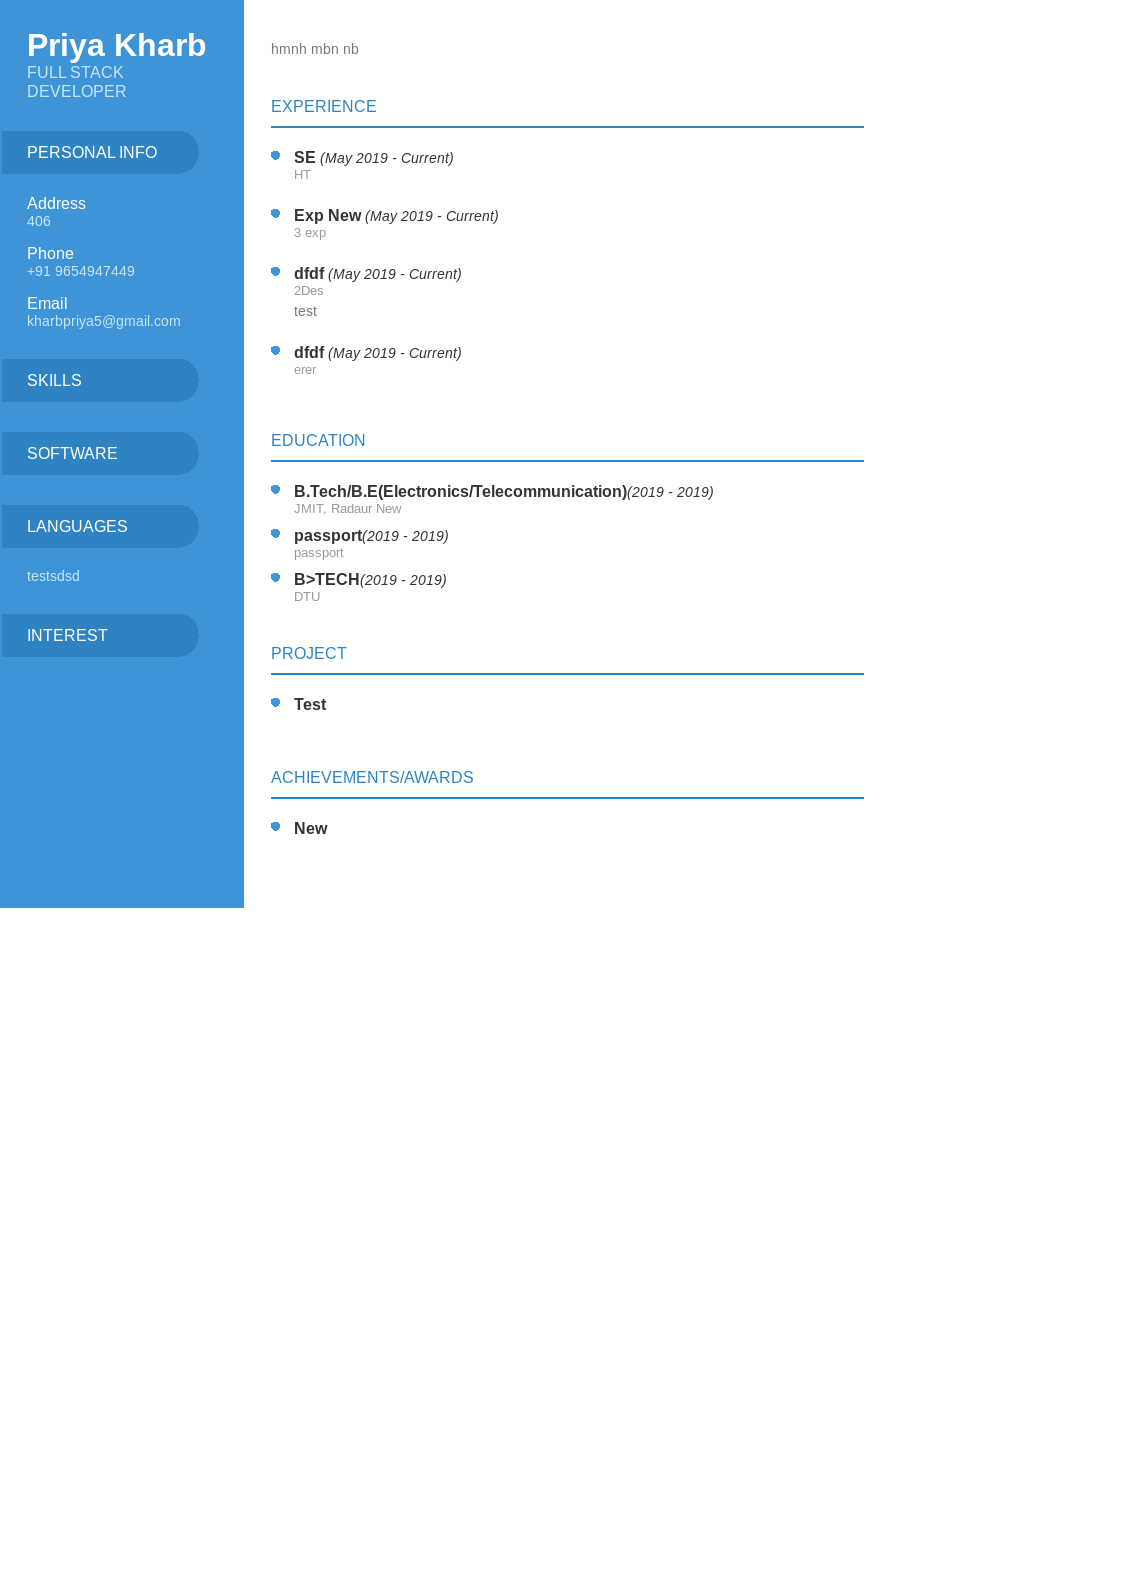 Priya Kharb
FULL STACK
DEVELOPER
PERSONAL INFO
Address
406
Phone
+91 9654947449
Email
kharbpriya5@gmail.com
SKILLS
SOFTWARE
LANGUAGES
testsdsd
INTEREST
hmnh mbn nb
EXPERIENCE
SE (May 2019 - Current)
HT
Exp New (May 2019 - Current)
3 exp
dfdf (May 2019 - Current)
2Des
test
dfdf (May 2019 - Current)
erer
EDUCATION
B.Tech/B.E(Electronics/Telecommunication)(2019 - 2019)
JMIT, Radaur New
passport(2019 - 2019)
passport
B>TECH(2019 - 2019)
DTU
PROJECT
Test
ACHIEVEMENTS/AWARDS
New